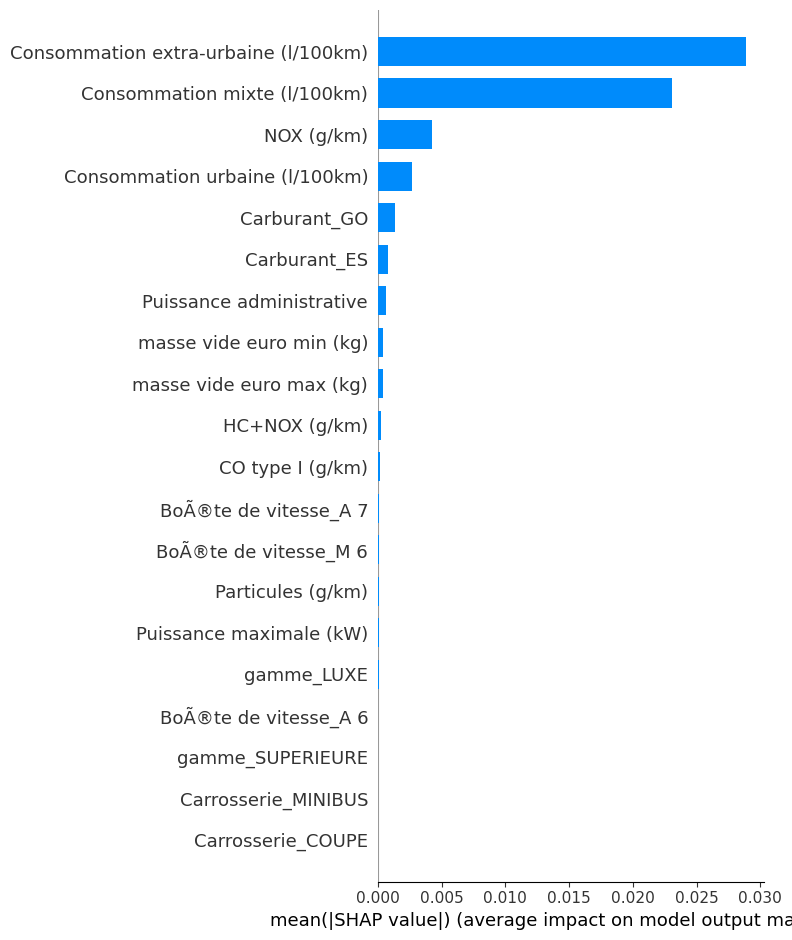 Consommation extra-urbaine (l/100km)
Consommation mixte (l/100km)
NOX (g/km)
Consommation urbaine (l/100km)
Carburant_GO
Carburant_ES
Puissance administrative
masse vide euro min (kg)
masse vide euro max (kg)
HC+NOX (g/km)
CO type I (g/km)
BoÃ®te de vitesse_A 7
BoÃ®te de vitesse_M 6
Particules (g/km)
Puissance maximale (kW)
gamme_LUXE
BoÃ®te de vitesse_A 6
gamme_SUPERIEURE
Carrosserie_MINIBUS
Carrosserie_COUPE
0.000 0.005 0.010 0.015 0.020 0.025 0.030
mean(|SHAP value|) (average impact on model output ma